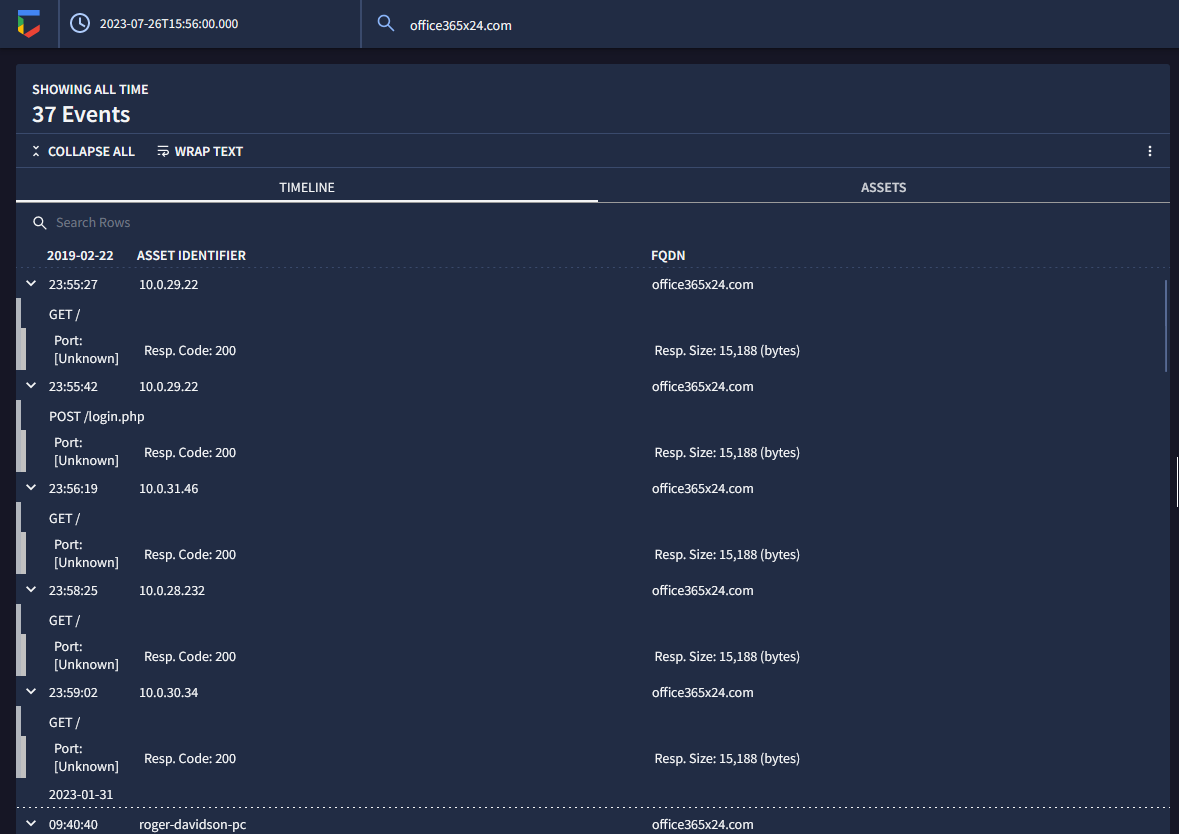 2023-07-26T15:56:00.000 office365x24.com
SHOWING ALL TIME
37 Events
COLLAPSE ALL WRAP TEXT
TIMELINE ASSETS
Search Rows
2019-02-22 ASSET IDENTIFIER FQDN
23:55:27 10.0.29.22 office365x24.com
GET /
Port:
[Unknown] Resp. Code: 200 Resp. Size: 15,188 (bytes)
23:55:42 10.0.29.22 office365x24.com
POST /login.php
Port:
[Unknown] Resp. Code: 200 Resp. Size: 15,188 (bytes)
23:56:19 10.0.31.46 office365x24.com
GET /
Port:
[Unknown] Resp. Code: 200 Resp. Size: 15,188 (bytes)
23:58:25 10.0.28.232 office365x24.com
GET /
Port:
[Unknown] Resp. Code: 200 Resp. Size: 15,188 (bytes)
23:59:02 10.0.30.34 office365x24.com
GET /
Port:
[Unknown] Resp. Code: 200 Resp. Size: 15,188 (bytes)
2023-01-31
09:40:40 roger-davidson-pc office365x24.com